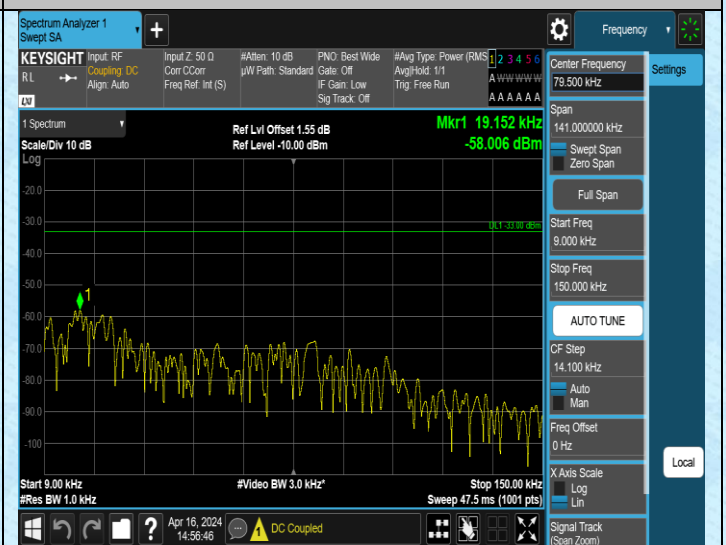 Spectrum Analyzer 1
Swept SA
+
Frequency
KEYSIGHT
R L
LXI
Input: RF
Coupling: DC
Align: Auto
Input Z: 50 Ω
Corr CCorr
Freq Ref: Int (S)
#Atten: 10 dB
µW Path: Standard
PNO: Best Wide
Gate: Off
IF Gain: Low
Sig Track: Off
#Avg Type: Power (RMS
Avg|Hold: 1/1
Trig: Free Run
1 2 3 4 5 6
A W W W W W
A A A A A A
1 Spectrum
Scale/Div 10 dB
Ref Lvl Offset 1.55 dB
Ref Level -10.00 dBm
Mkr1 19.152 kHz
-58.006 dBm
Log
-20.0
-30.0
-40.0
-50.0
-60.0
-70.0
-80.0
-90.0
-100
DL1 -33.00 dBm
1
Start 9.00 kHz
#Res BW 1.0 kHz
#Video BW 3.0 kHz*
Stop 150.00 kHz
Sweep 47.5 ms (1001 pts)
Center Frequency
79.500 kHz
Settings
Span
141.000000 kHz
Swept Span
Zero Span
Full Span
Start Freq
9.000 kHz
Stop Freq
150.000 kHz
AUTO TUNE
CF Step
14.100 kHz
Auto
Man
Freq Offset
0 Hz
X Axis Scale
Log
Lin
Local
Signal Track
(Span Zoom)
?
Apr 16, 2024
14:56:46
1
DC Coupled